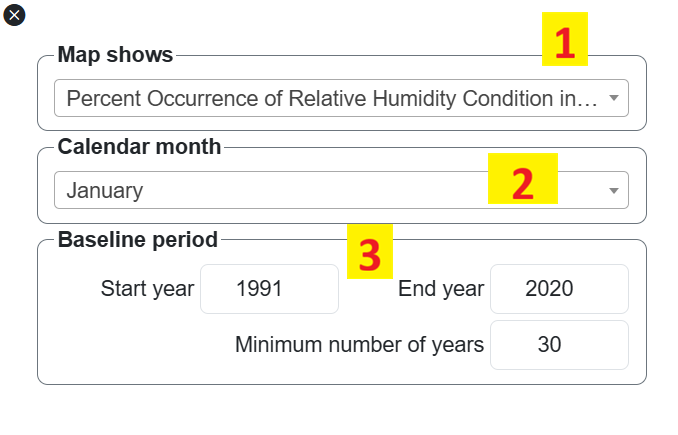 1
Map shows
Percent Occurrence of Relative Humidity Condition in...
Calendar month
January
2
Baseline period
3
Start year 1991 End year 2020
Minimum number of years 30